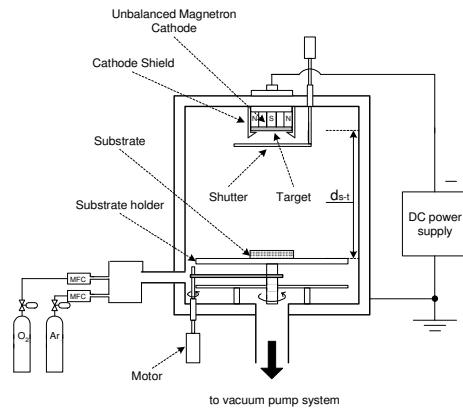 Unbalanced Magnetron
Cathode
Cathode Shield
N S N
Substrate
Shutter
Target
ds-t
Substrate holder
DC power
supply
MFC
MFC
O2
Ar
Motor
to vacuum pump system